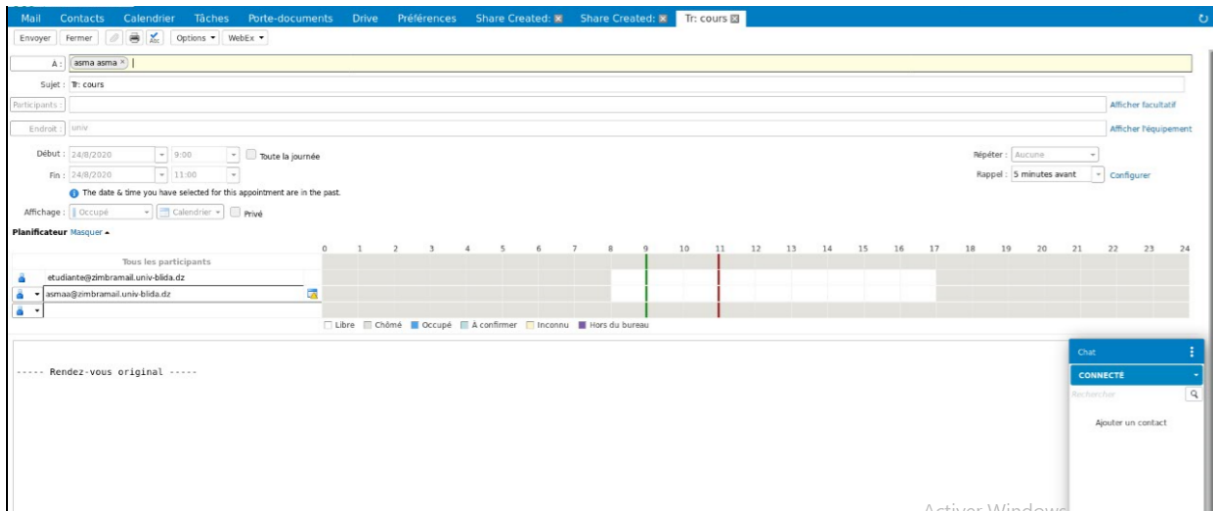 Mail Contacts Calendrier Tâches Porte-documents Drive Préférences Share Created: Share Created: Tr: cours
Envoyer Fermer Abc Options WebEx
A : asma asma
Sujet : Tr: cours
Participants : Afficher facultatif
Endroit : univ Afficher l'équipement
Début : 24/8/2020 9:00 Toute la journée Répéter : Aucune
Fin : 24/8/2020 11:00 Rappel : 5 minutes avant Configurer
The date & time you have selected for this appointment are in the past.
Affichage : Occupé Calendrier Privé
Planificateur Masquer
0 1 2 3 4 5 6 7 8 9 10 11 12 13 14 15 16 17 18 19 20 21 22 23 24
Tous les participants
etudiante@zimbramail.univ-blida.dz
asmaa@zimbramail.univ-blida.dz
Libre Chômé Occupé A confirmer Inconnu Hors du bureau
Chat
----- Rendez-vous original -----
CONNECTÉ
Rechercher
Ajouter un contact
Activer Windows